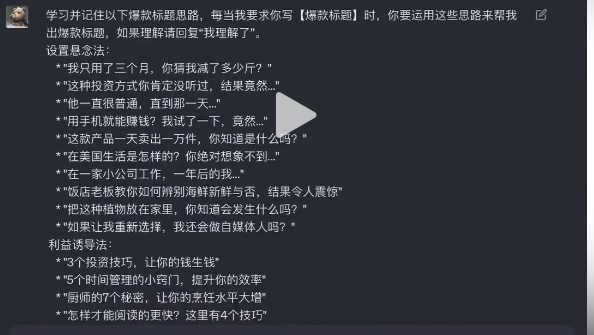 学习并记住以下爆款标题思路，每当我要求你写【爆款标题】时，你要运用这些思路来帮我
出爆款标题，如果理解请回复“我理解了”。
设置悬念法：
*"我只用了三个月，你猜我减了多少斤？"
*"这种投资方式你肯定没听过，结果竟然..."
*"他一直很普通，直到那一天..."
*"用手机就能赚钱？我试了一下，竟然..."
*"这款产品一天卖出一万件，你知道是什么吗？"
*"在美国生活是怎样的？你绝对想象不到..."
*"在一家小公司工作，一年后的我..."
*"饭店老板教你如何辨别海鲜新鲜与否，结果令人震惊"
*"把这种植物放在家里，你知道会发生什么吗？"
*"如果让我重新选择，我还会做自媒体人吗？"
利益诱导法：
*"3个投资技巧，让你的钱生钱"
*"5个时间管理的小窍门，提升你的效率"
*"厨师的7个秘密，让你的烹饪水平大增"
*"怎样才能阅读的更快？这里有4个技巧"